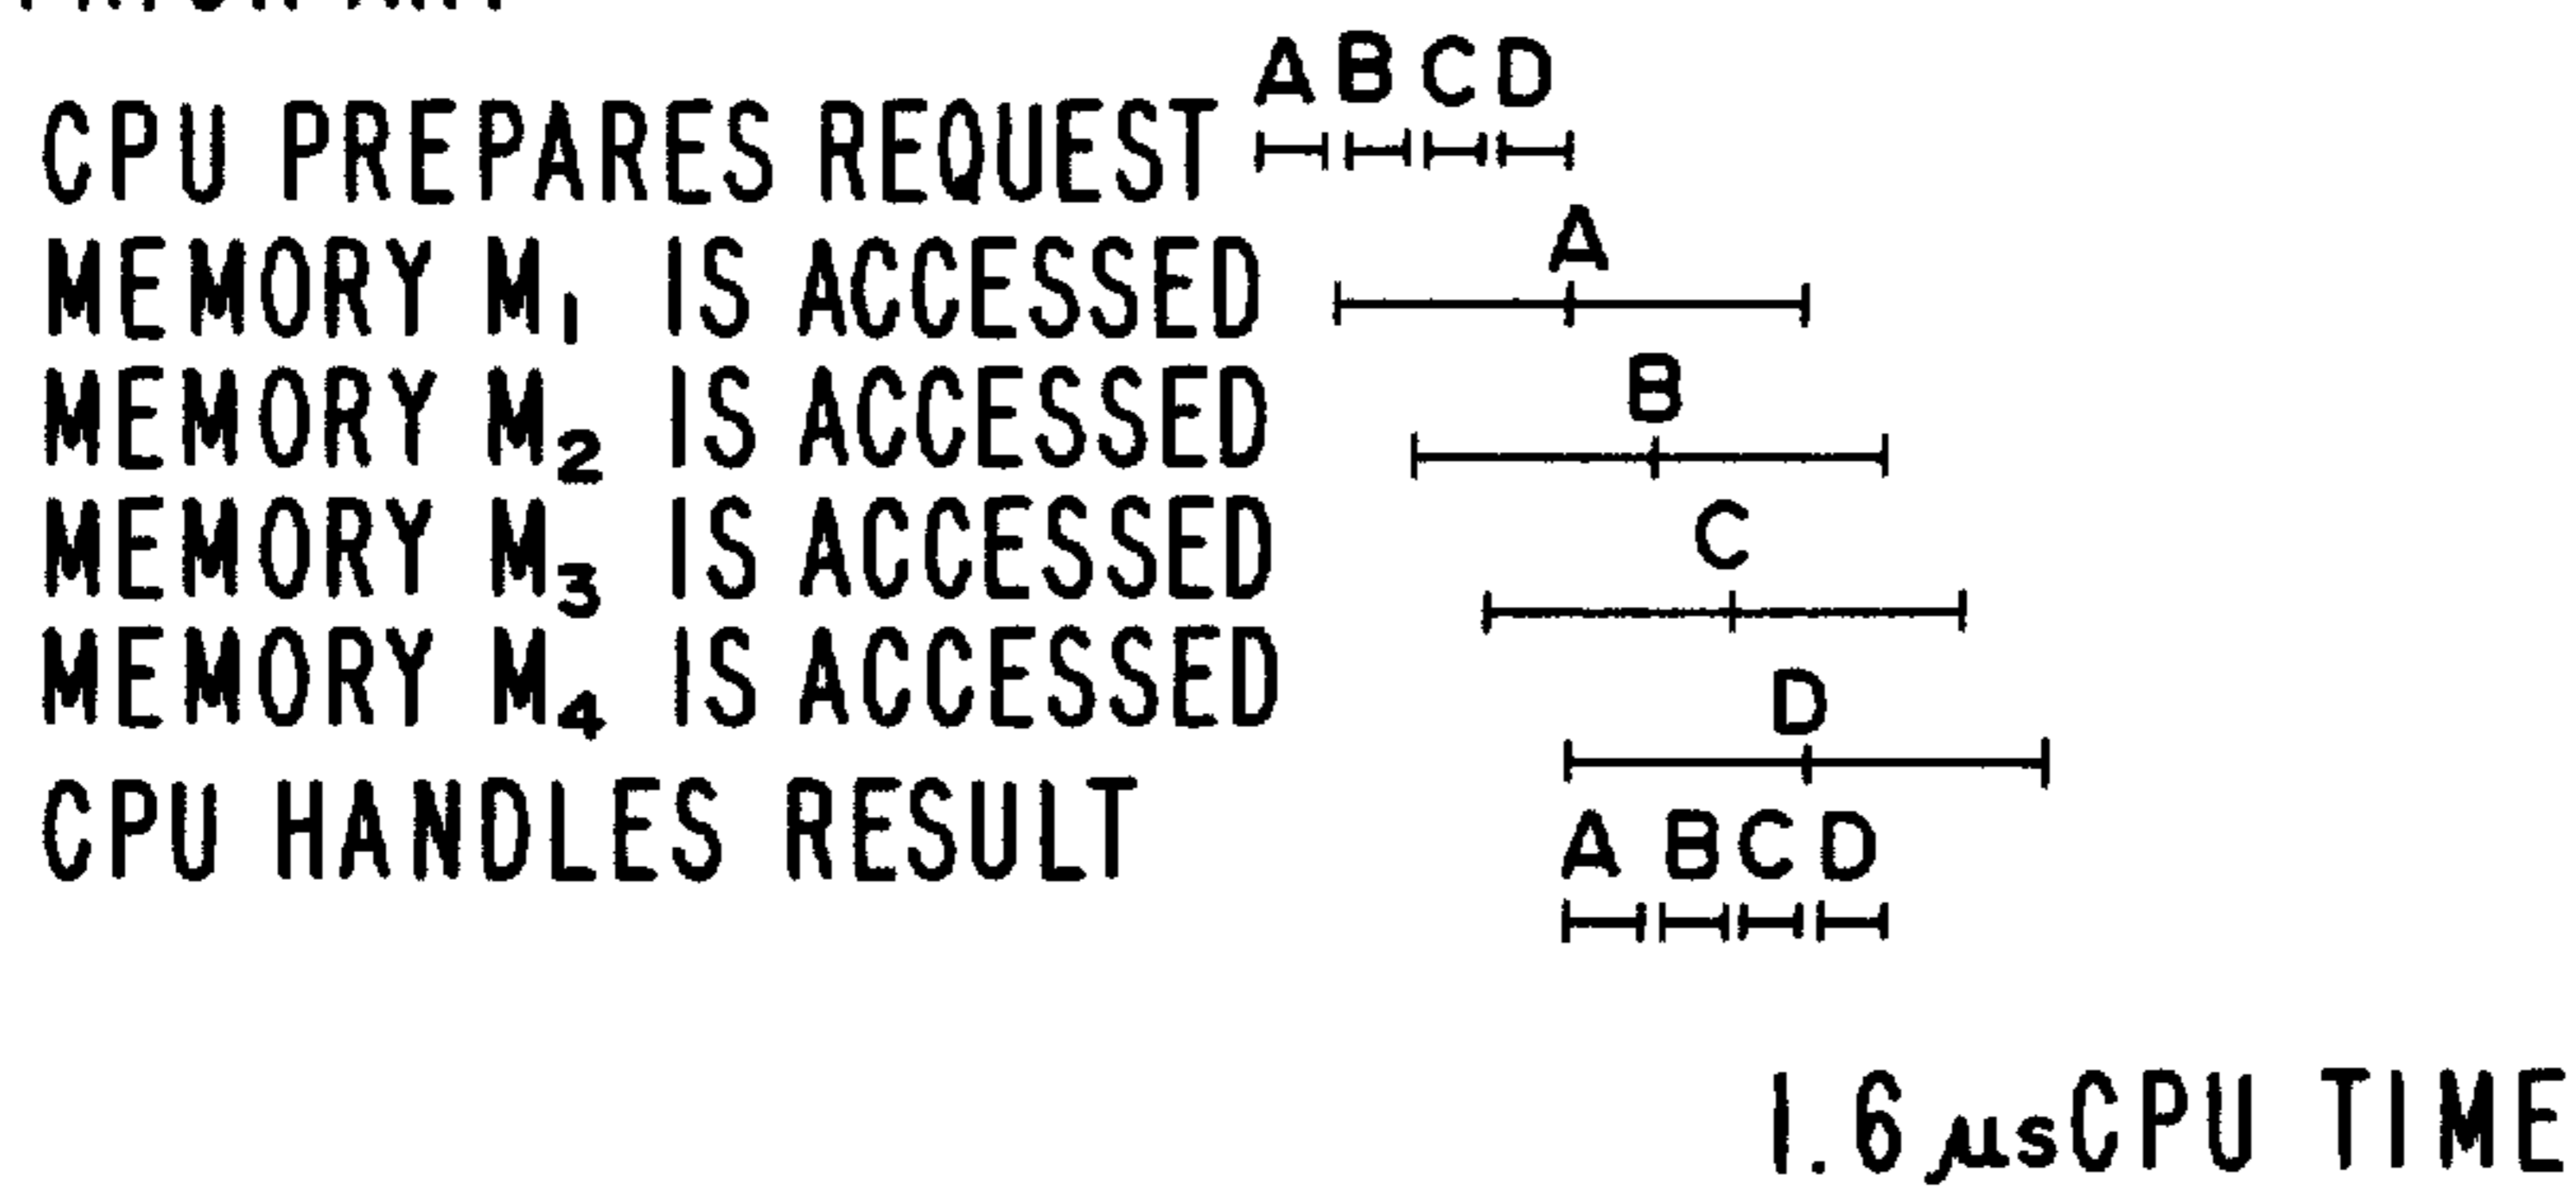 A B C D
CPU PREPARES REQUEST
A
MEMORY M₁ IS ACCESSED
B
MEMORY M₂ IS ACCESSED
C
MEMORY M₃ IS ACCESSED
D
MEMORY M₄ IS ACCESSED
A B C D
CPU HANDLES RESULT
1.6 μs CPU TIME